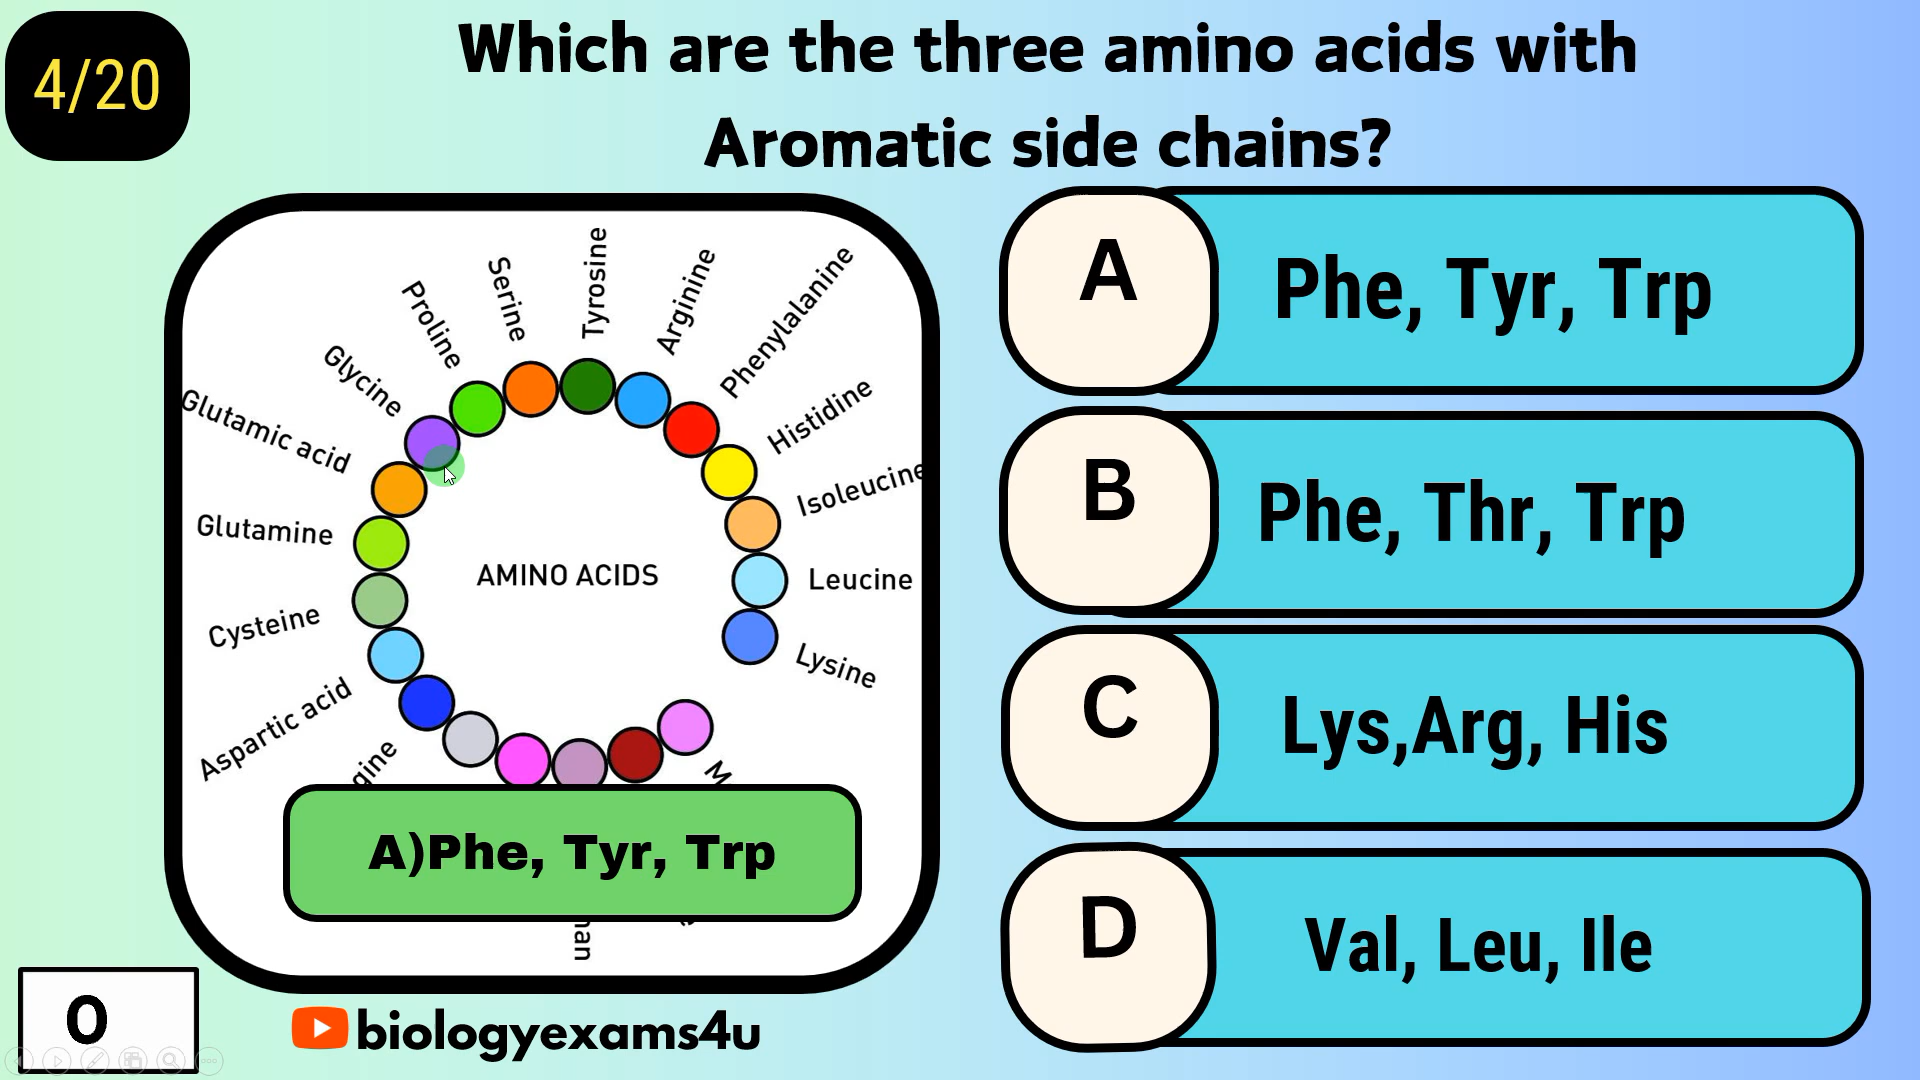 4/20
Which are the three amino acids with
Aromatic side chains?
Glutamic acid
Glycine
Proline
Serine
Tyrosine
Arginine
Phenylalanine
Histidine
Isoleucine
Leucine
Lysine
Glutamine
Cysteine
Aspartic acid
gine
M
AMINO ACIDS
A)Phe, Tyr, Trp
han
A
Phe, Tyr, Trp
B
Phe, Thr, Trp
C
Lys,Arg, His
D
Val, Leu, Ile
0
biologyexams4u